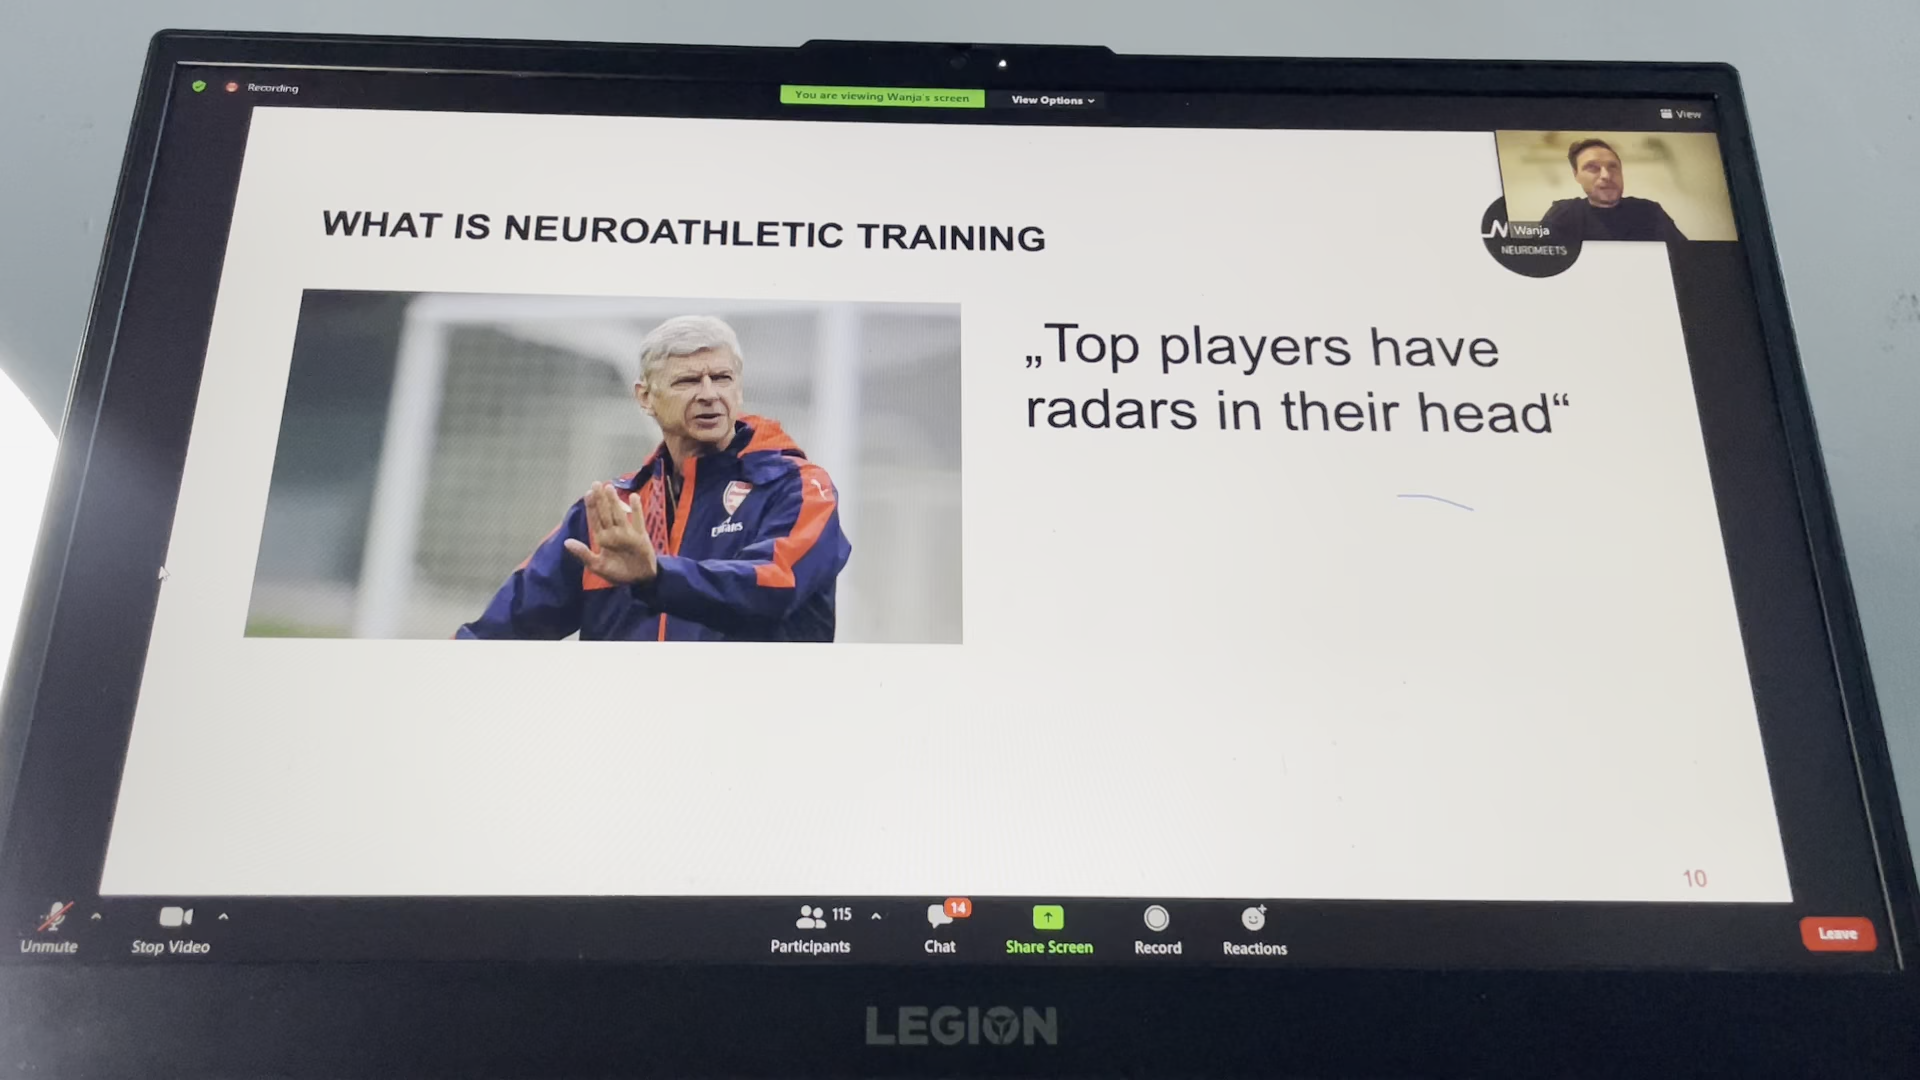 Recording
You are viewing Wanja's screen
View Options
View
WHAT IS NEUROATHLETIC TRAINING
N Wanja
NEUROMEETS
„Top players have
radars in their head“
Emirates
10
Unmute
Stop Video
115
Participants
14
Chat
Share Screen
Record
Reactions
Leave
LEGION